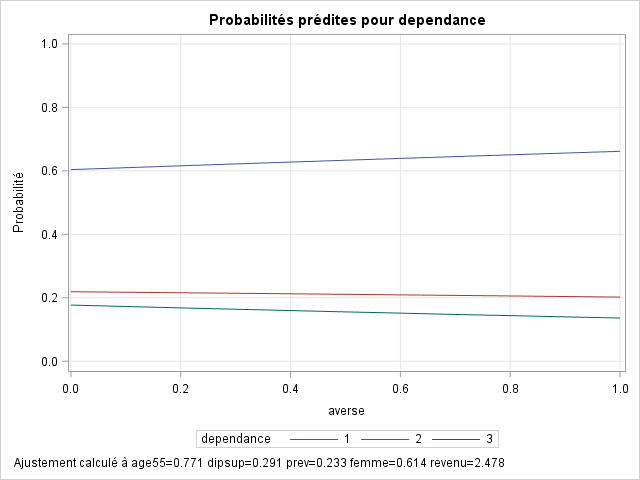 Probabilités prédites pour dependance
1.0
0.8
0.6
0.4
0.2
0.0
Probabilité
0.0 0.2 0.4 0.6 0.8 1.0
averse
dependance 1 2 3
Ajustement calculé à age55=0.771 dipsup=0.291 prev=0.233 femme=0.614 revenu=2.478